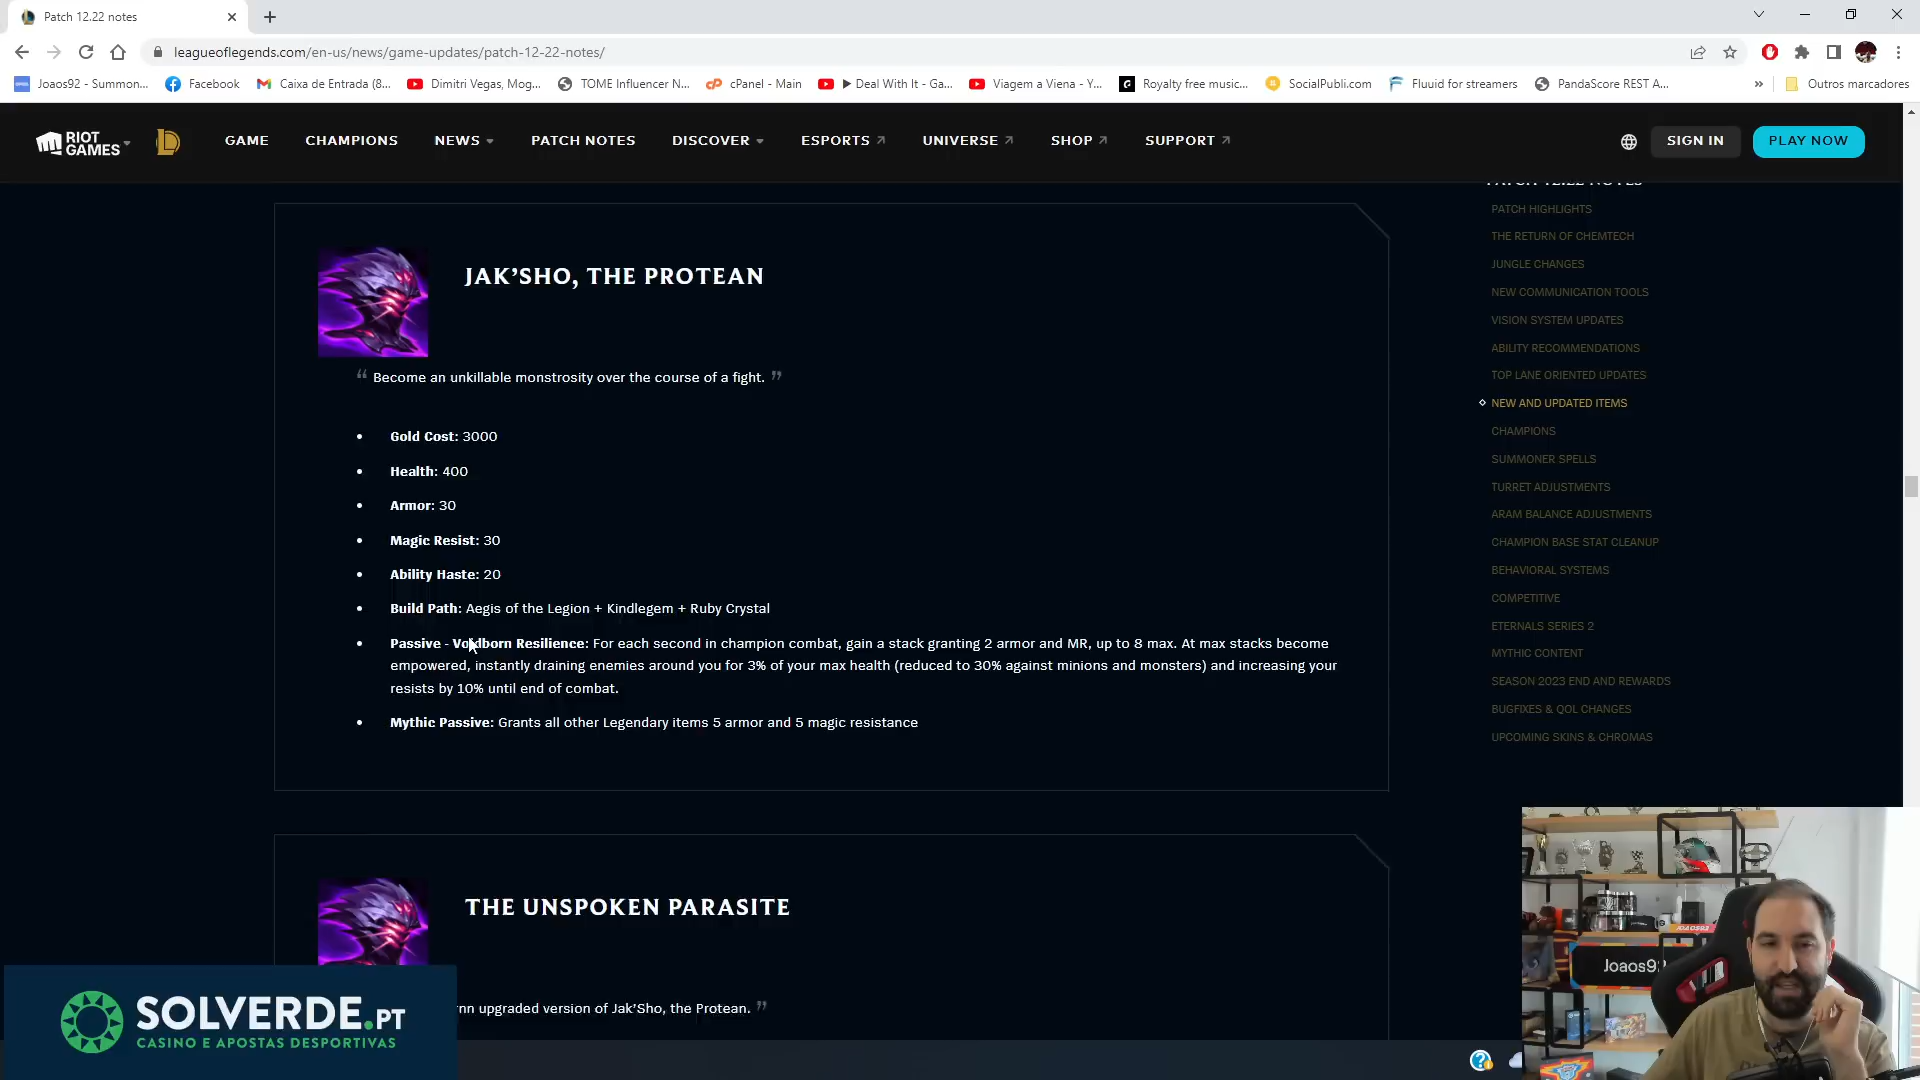 Patch 12.22 notes
leagueoflegends.com/en-us/news/game-updates/patch-12-22-notes/
Joaos92 - Summon... Facebook Caixa de Entrada (8... Dimitri Vegas, Mog... TOME Influencer N... cPanel - Main ▶ Deal With It - Ga... Viagem a Viena - Y... Royalty free music... SocialPubli.com Fluuid for streamers PandaScore REST A... » Outros marcadores
RIOT GAMES GAME CHAMPIONS NEWS PATCH NOTES DISCOVER ESPORTS UNIVERSE SHOP SUPPORT SIGN IN PLAY NOW
JAK'SHO, THE PROTEAN
“ Become an unkillable monstrosity over the course of a fight. ”
• Gold Cost: 3000
• Health: 400
• Armor: 30
• Magic Resist: 30
• Ability Haste: 20
• Build Path: Aegis of the Legion + Kindlegem + Ruby Crystal
• Passive - Voidborn Resilience: For each second in champion combat, gain a stack granting 2 armor and MR, up to 8 max. At max stacks become
empowered, instantly draining enemies around you for 3% of your max health (reduced to 30% against minions and monsters) and increasing your
resists by 10% until end of combat.
• Mythic Passive: Grants all other Legendary items 5 armor and 5 magic resistance
THE UNSPOKEN PARASITE
upgraded version of Jak'Sho, the Protean. ”
PATCH 12.22 NOTES
PATCH HIGHLIGHTS
THE RETURN OF CHEMTECH
JUNGLE CHANGES
NEW COMMUNICATION TOOLS
VISION SYSTEM UPDATES
ABILITY RECOMMENDATIONS
TOP LANE ORIENTED UPDATES
NEW AND UPDATED ITEMS
CHAMPIONS
SUMMONER SPELLS
TURRET ADJUSTMENTS
ARAM BALANCE ADJUSTMENTS
CHAMPION BASE STAT CLEANUP
BEHAVIORAL SYSTEMS
COMPETITIVE
ETERNALS SERIES 2
MYTHIC CONTENT
SEASON 2023 END AND REWARDS
BUGFIXES & QOL CHANGES
UPCOMING SKINS & CHROMAS
SOLVERDE.PT
CASINO E APOSTAS DESPORTIVAS
JOAOS92
Joaos92